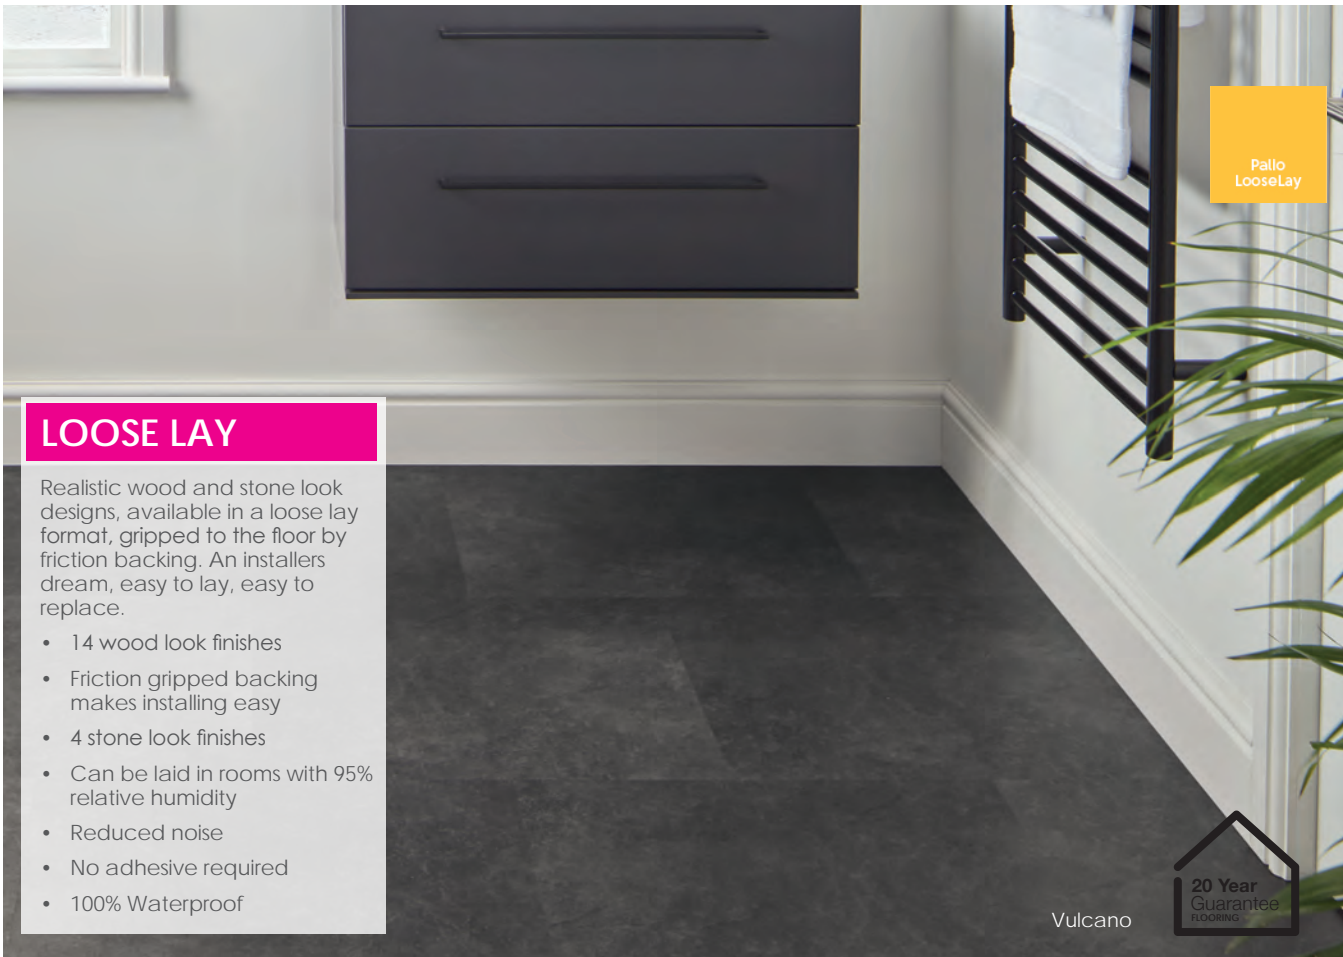 Pallo
LooseLay
LOOSE LAY
Realistic wood and stone look
designs, available in a loose lay
format, gripped to the floor by
friction backing. An installers
dream, easy to lay, easy to
replace.
• 14 wood look finishes
• Friction gripped backing
makes installing easy
• 4 stone look finishes
• Can be laid in rooms with 95%
relative humidity
• Reduced noise
• No adhesive required
• 100% Waterproof
Vulcano
20 Year
Guarantee
FLOORING